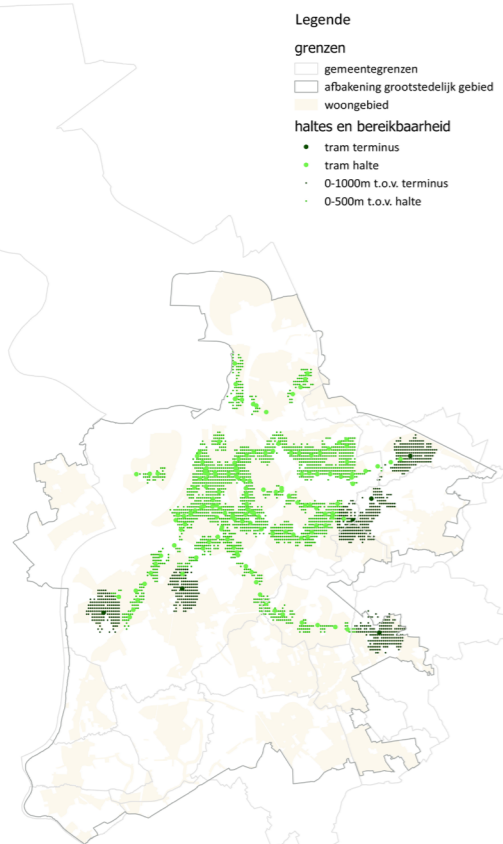 Legende
grenzen
gemeentegrenzen
afbakening grootstedelijk gebied
woongebied
haltes en bereikbaarheid
tram terminus
tram halte
0-1000m t.o.v. terminus
0-500m t.o.v. halte